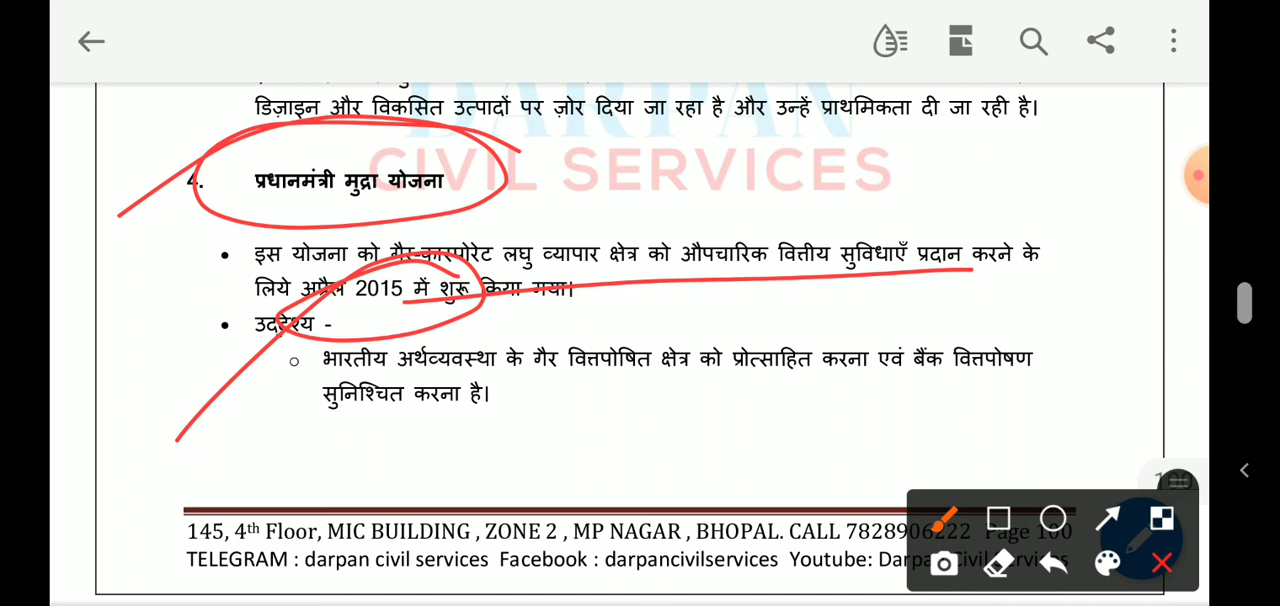 DARPAN
डिज़ाइन और विकसित उत्पादों पर ज़ोर दिया जा रहा है और उन्हें प्राथमिकता दी जा रही है।
CIVIL SERVICES
4. प्रधानमंत्री मुद्रा योजना
• इस योजना को गैर-कारपोरेट लघु व्यापार क्षेत्र को औपचारिक वित्तीय सुविधाएँ प्रदान करने के
लिये अप्रैल 2015 में शुरू किया गया।
• उद्देश्य -
○ भारतीय अर्थव्यवस्था के गैर वित्तपोषित क्षेत्र को प्रोत्साहित करना एवं बैंक वित्तपोषण
सुनिश्चित करना है।
145, 4th Floor, MIC BUILDING , ZONE 2 , MP NAGAR , BHOPAL. CALL 7828906222 Page 100
TELEGRAM : darpan civil services Facebook : darpancivilservices Youtube: Darpan Civil Services